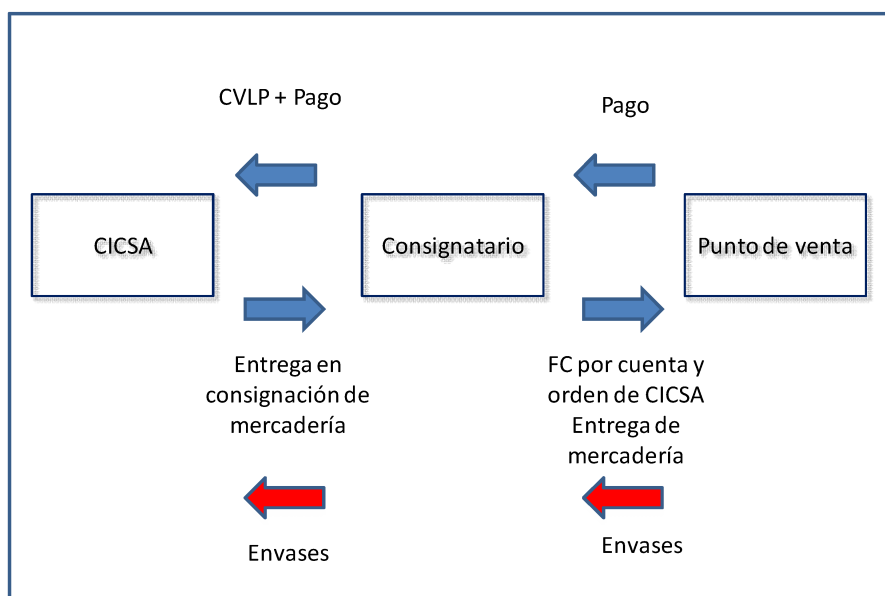 CVLP + Pago
Pago
CICSA
Consignatario
Punto de venta
Entrega en
consignación de
mercadería
FC por cuenta y
orden de CICSA
Entrega de
mercadería
Envases
Envases